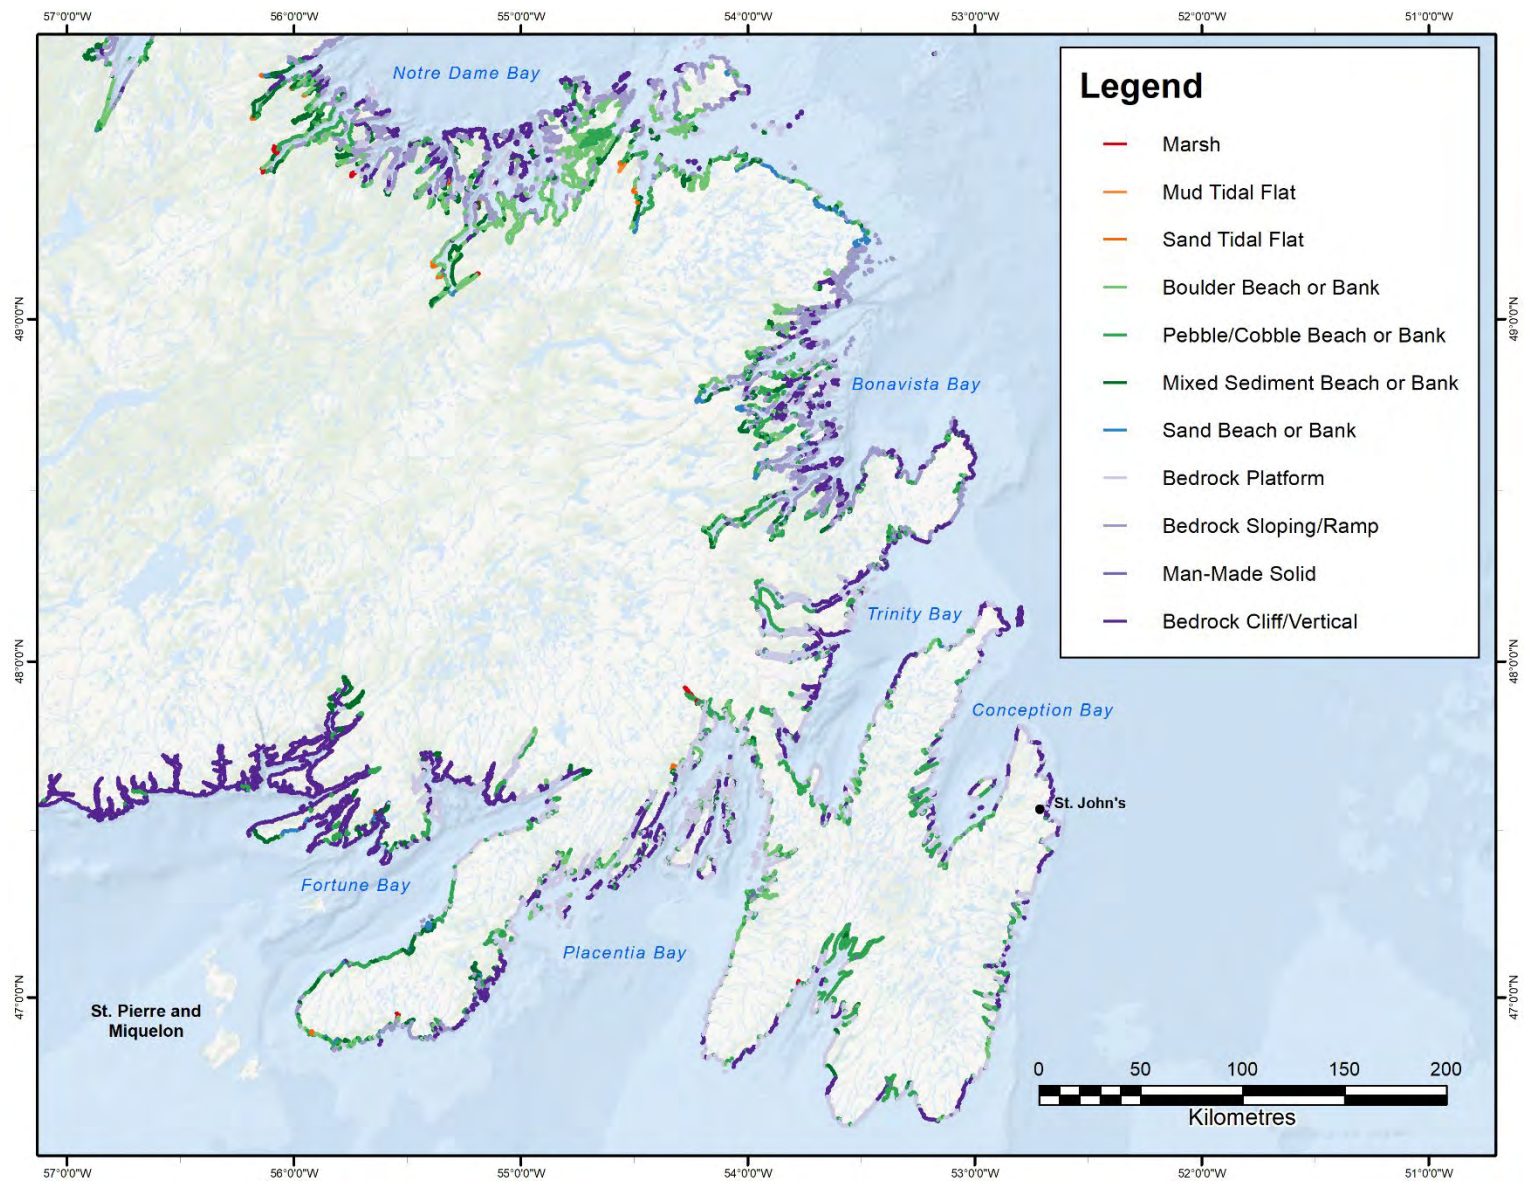 57°0'0"W 56°0'0"W 55°0'0"W 54°0'0"W 53°0'0"W 52°0'0"W 51°0'0"W
Notre Dame Bay
Legend
Marsh
Mud Tidal Flat
Sand Tidal Flat
Boulder Beach or Bank
Pebble/Cobble Beach or Bank
Mixed Sediment Beach or Bank
Sand Beach or Bank
Bedrock Platform
Bedrock Sloping/Ramp
Man-Made Solid
Bedrock Cliff/Vertical
49°0'0"N 49°0'0"N
Bonavista Bay
Trinity Bay
48°0'0"N 48°0'0"N
Conception Bay
St. John's
Fortune Bay
Placentia Bay
47°0'0"N 47°0'0"N
St. Pierre and
Miquelon
0 50 100 150 200
Kilometres
57°0'0"W 56°0'0"W 55°0'0"W 54°0'0"W 53°0'0"W 52°0'0"W 51°0'0"W